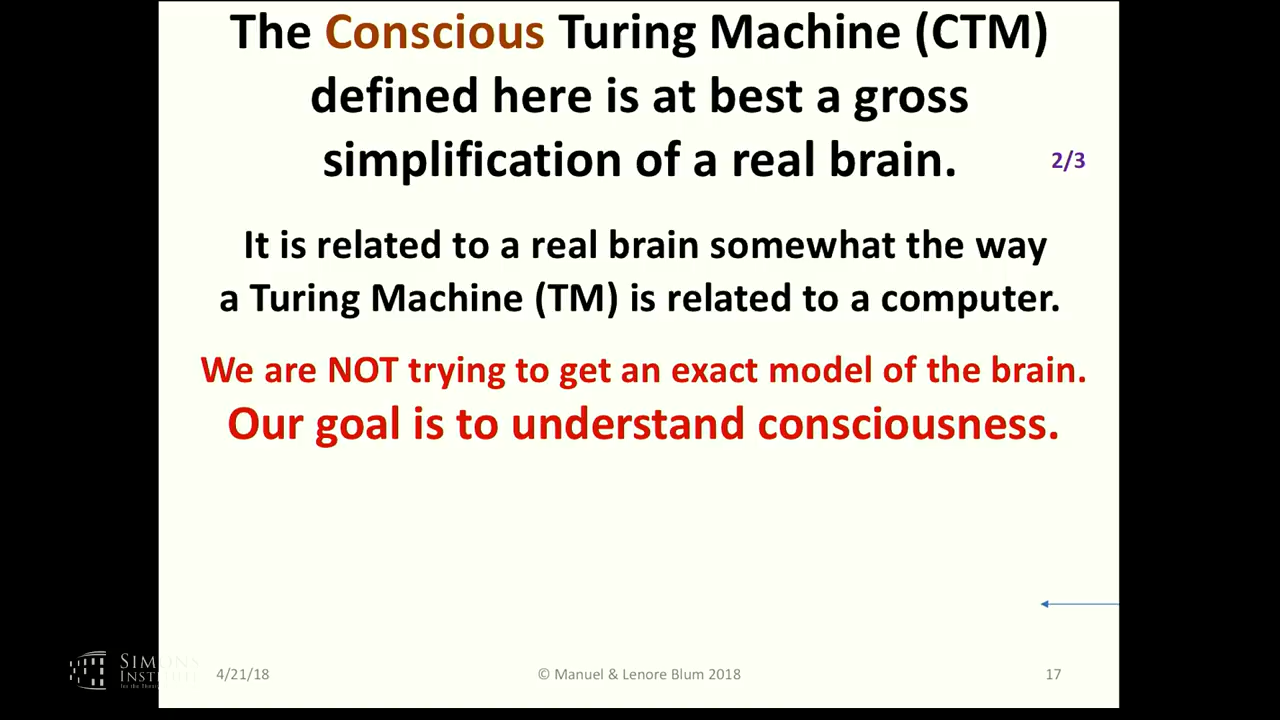 The Conscious Turing Machine (CTM)
defined here is at best a gross
simplification of a real brain.
2/3
It is related to a real brain somewhat the way
a Turing Machine (TM) is related to a computer.
We are NOT trying to get an exact model of the brain.
Our goal is to understand consciousness.
SIMONS
INSTITUTE
4/21/18
© Manuel & Lenore Blum 2018
17